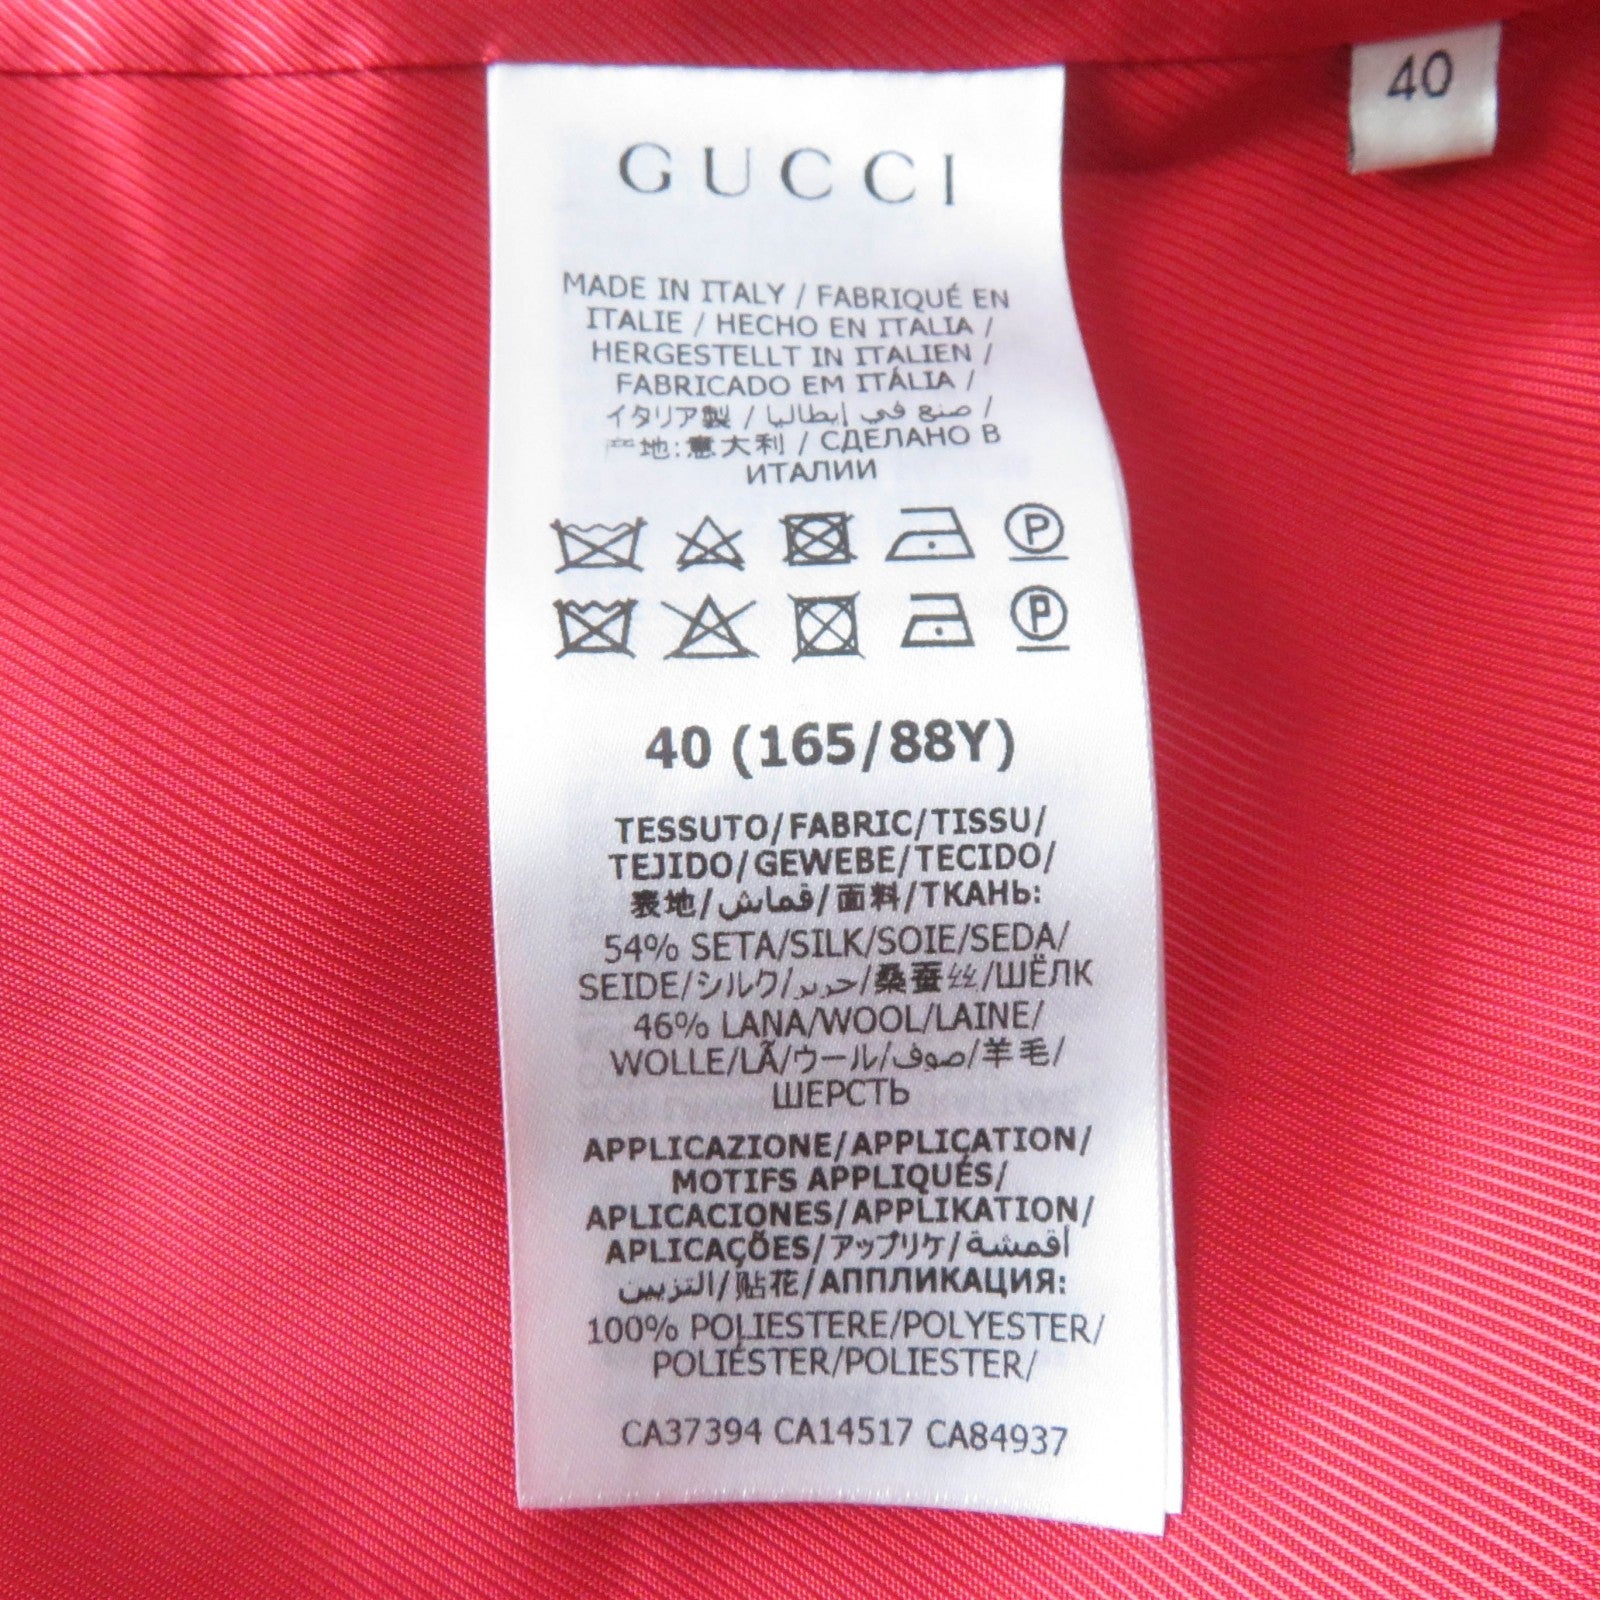 40
GUCCI
MADE IN ITALY / FABRIQUÉ EN
ITALIE / HECHO EN ITALIA /
HERGESTELLT IN ITALIEN /
FABRICADO EM ITÁLIA /
イタリア製 / صنع في إيطاليا /
产地:意大利 / СДЕЛАНО В
ИТАЛИИ
P
P
40 (165/88Y)
TESSUTO/FABRIC/TISSU/
TEJIDO/GEWEBE/TECIDO/
表地/قماش/面料/ТКАНЬ:
54% SETA/SILK/SOIE/SEDA/
SEIDE/シルク/حرير/桑蚕丝/ШЁЛК
46% LANA/WOOL/LAINE/
WOLLE/LÃ/ウール/صوف/羊毛/
ШЕРСТЬ
APPLICAZIONE/APPLICATION/
MOTIFS APPLIQUÉS/
APLICACIONES/APPLIKATION/
APLICAÇÕES/アップリケ/أقمشة
التزيين/贴花/АППЛИКАЦИЯ:
100% POLIESTERE/POLYESTER/
POLIÉSTER/POLIESTER/
CA37394 CA14517 CA84937